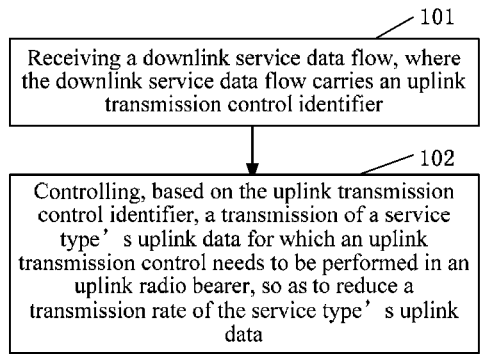 101
Receiving a downlink service data flow, where
the downlink service data flow carries an uplink
transmission control identifier
102
Controlling, based on the uplink transmission
control identifier, a transmission of a service
type’s uplink data for which an uplink
transmission control needs to be performed in an
uplink radio bearer, so as to reduce a
transmission rate of the service type’s uplink
data